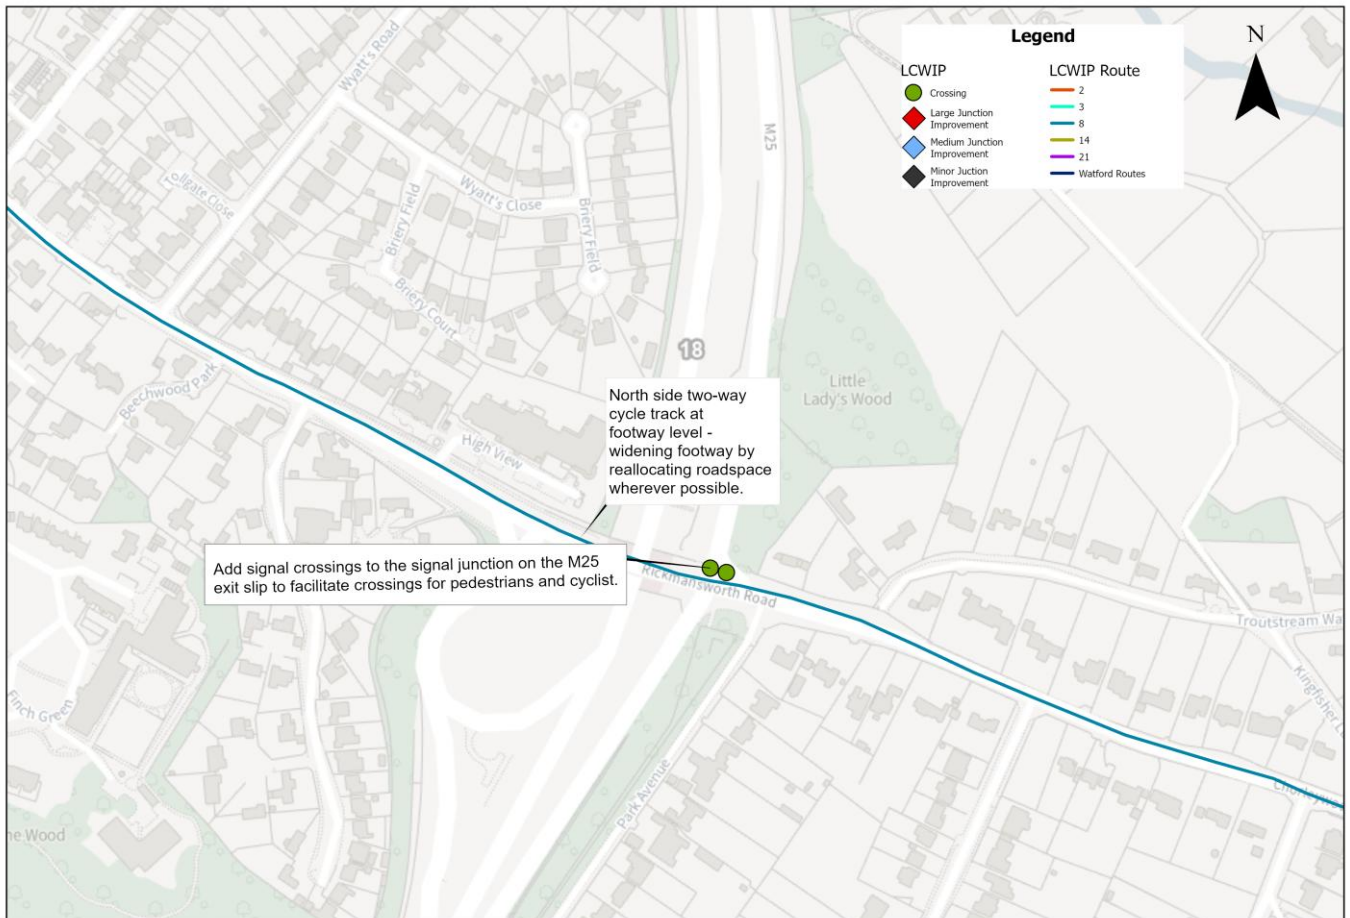 Legend
N
LCWIP
Crossing
Large Junction
Improvement
Medium Junction
Improvement
Minor Juction
Improvement
LCWIP Route
2
3
8
14
21
Watford Routes
Wyatt's Road
M25
Wyatt's Close
Briery Field
Briery Field
Briery Court
18
Beechwood Park
Little
Lady's Wood
High View
North side two-way
cycle track at
footway level -
widening footway by
reallocating roadspace
wherever possible.
Add signal crossings to the signal junction on the M25
exit slip to facilitate crossings for pedestrians and cyclist.
Rickmansworth Road
Troutstream Wa
Kingfisher L
Finch Green
Park Avenue
Chorleywo
ne Wood